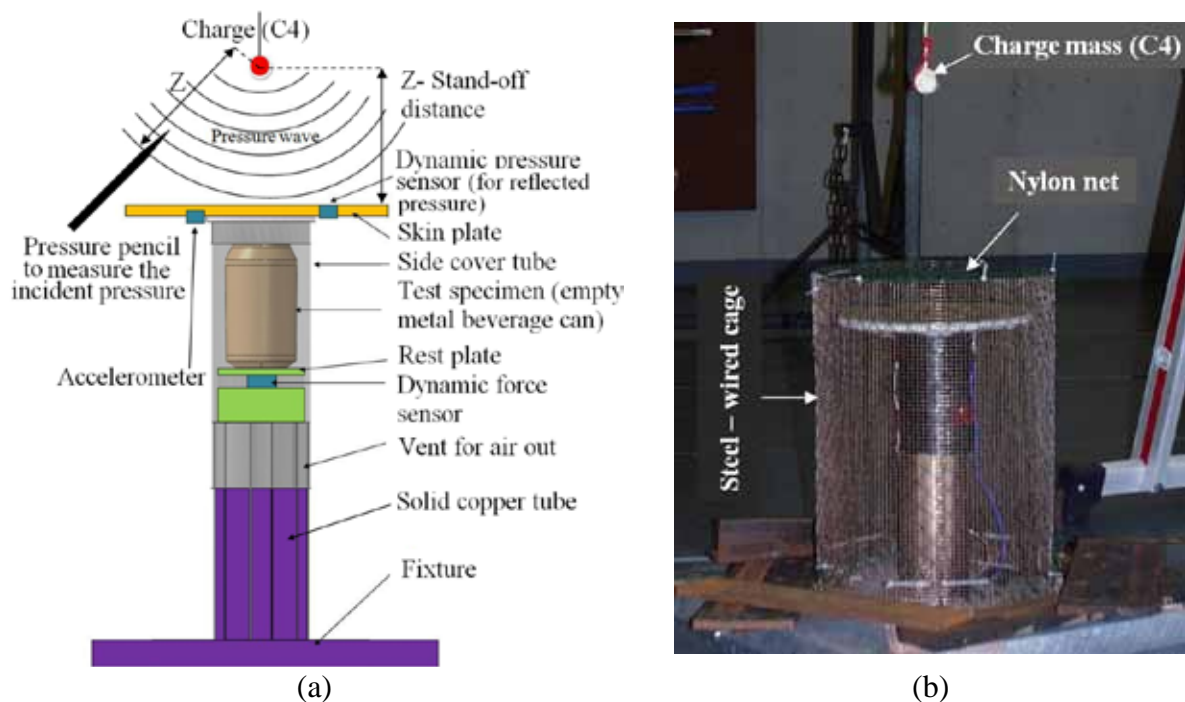 Charge (C4)
Z
Z- Stand-off
distance
Pressure wave
Dynamic pressure
sensor (for reflected
pressure)
Skin plate
Pressure pencil
to measure the
incident pressure
Side cover tube
Test specimen (empty
metal beverage can)
Accelerometer
Rest plate
Dynamic force
sensor
Vent for air out
Solid copper tube
Fixture
(a)
Charge mass (C4)
Nylon net
Steel – wired cage
(b)